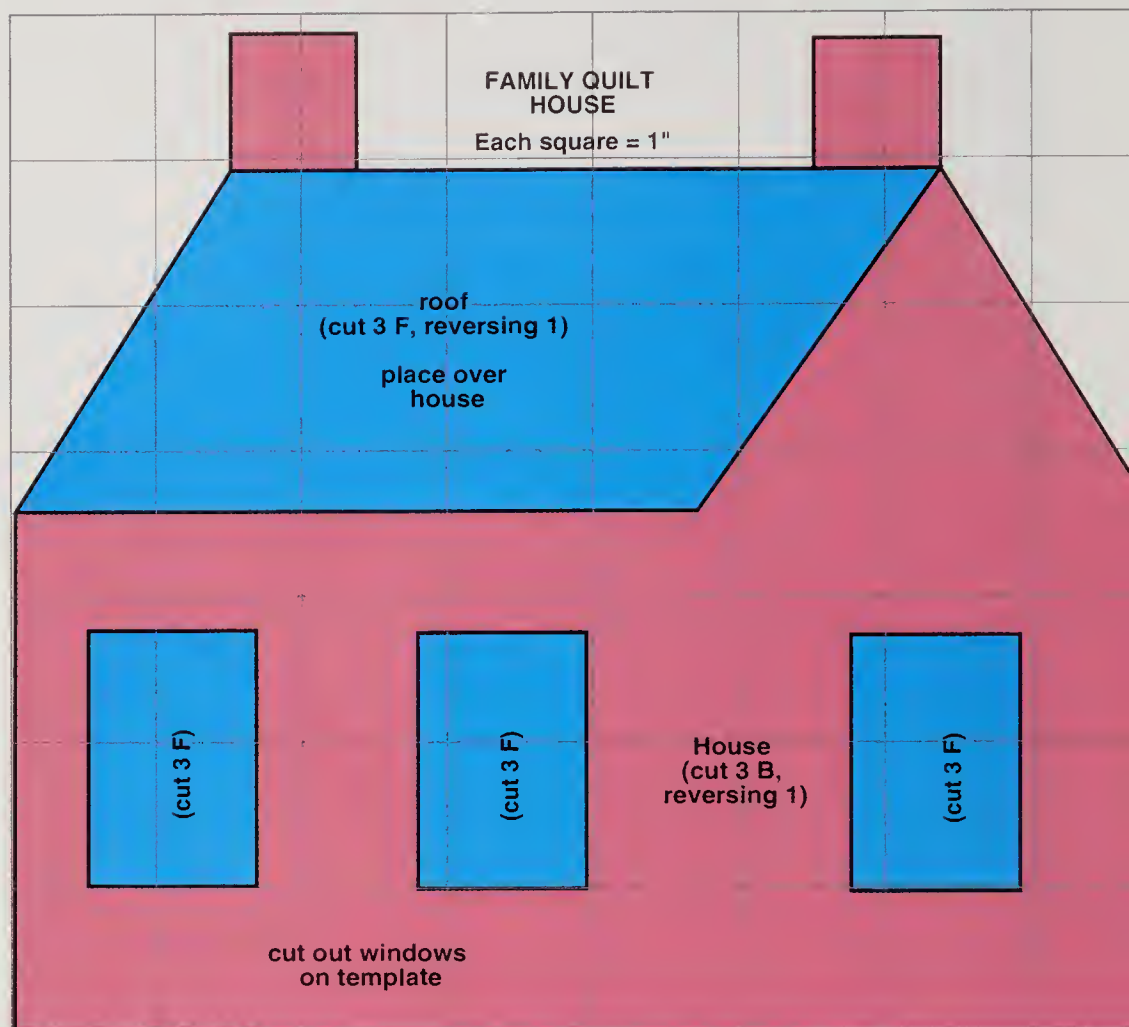 FAMILY QUILT
HOUSE
Each square = 1"
roof
(cut 3 F, reversing 1)
place over
house
(cut 3 F)
(cut 3 F)
House
(cut 3 B,
reversing 1)
(cut 3 F)
cut out windows
on template